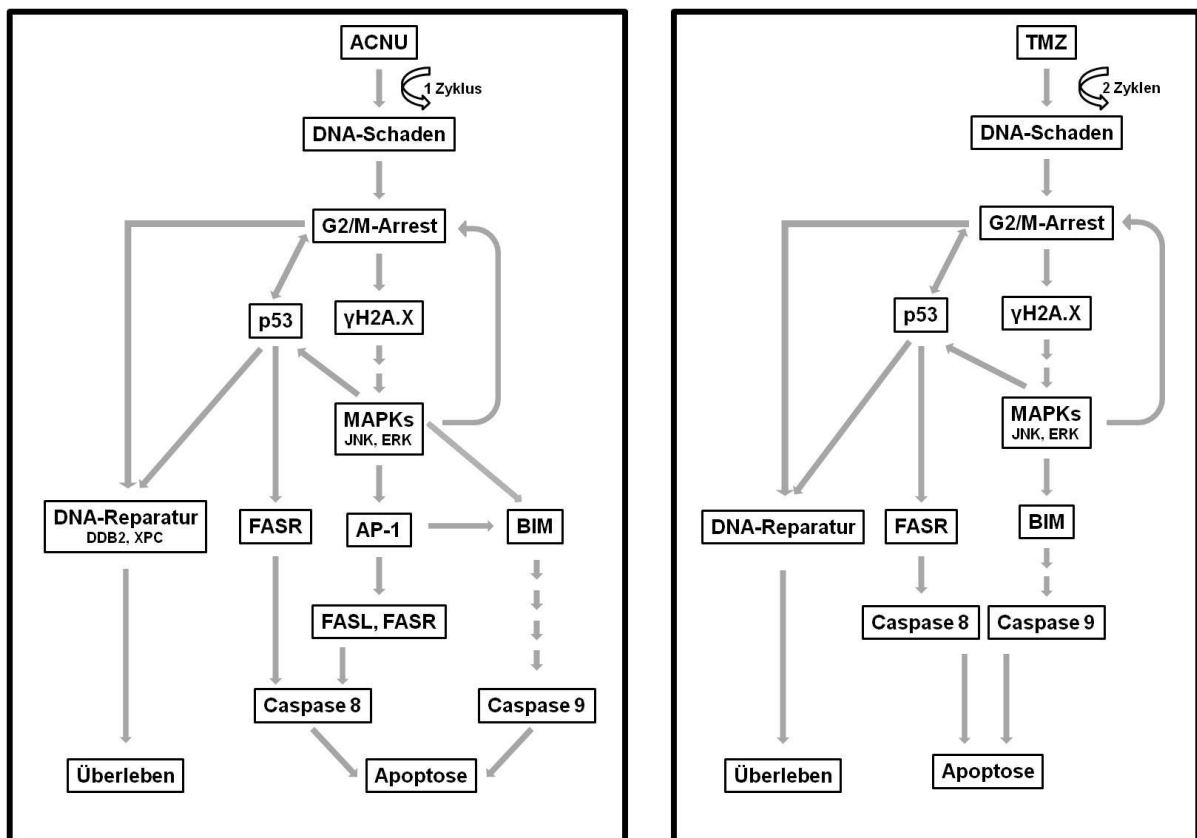 ACNU
1 Zyklus
DNA-Schaden
G2/M-Arrest
p53
γH2A.X
MAPKs
JNK, ERK
DNA-Reparatur
DDB2, XPC
FASR
AP-1
BIM
FASL, FASR
Caspase 8
Caspase 9
Überleben
Apoptose
TMZ
2 Zyklen
DNA-Schaden
G2/M-Arrest
p53
γH2A.X
MAPKs
JNK, ERK
DNA-Reparatur
FASR
BIM
Caspase 8
Caspase 9
Überleben
Apoptose